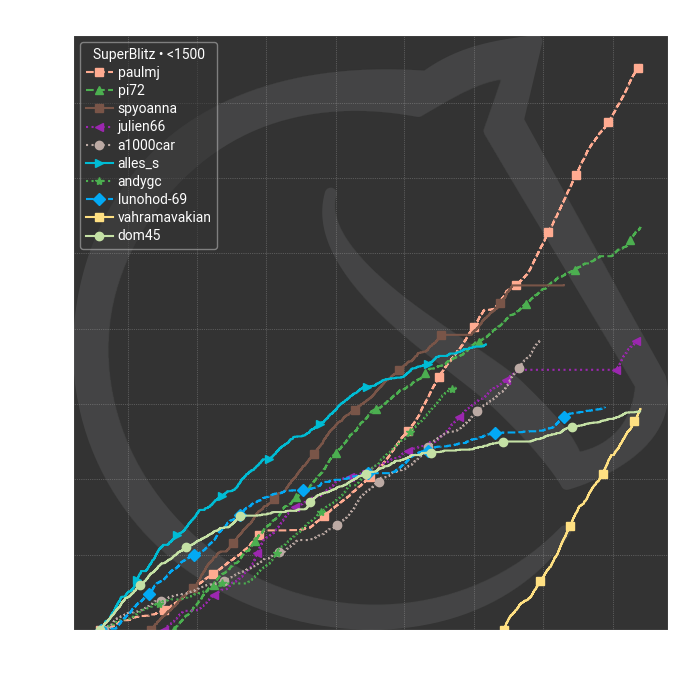 SuperBlitz • <1500
paulmj
pi72
spyoanna
julien66
a1000car
alles_s
andygc
lunohod-69
vahramavakian
dom45